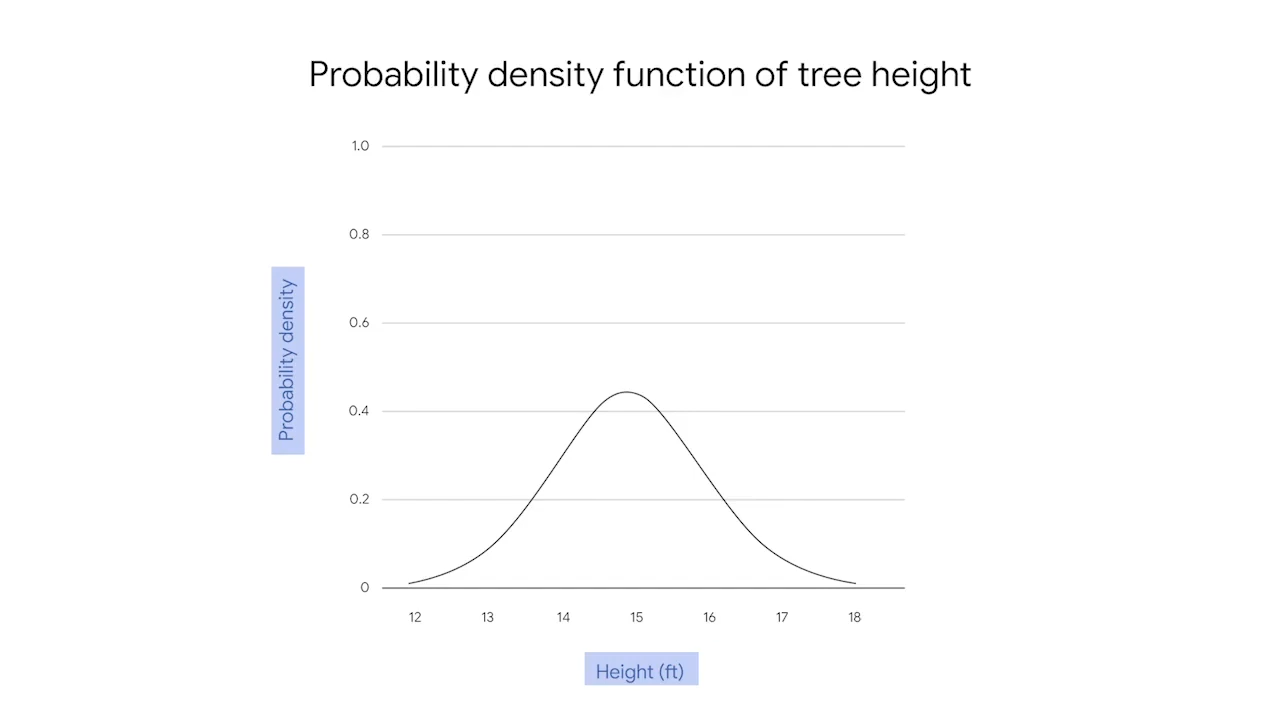 Probability density function of tree height
1.0
0.8
0.6
0.4
0.2
0
Probability density
12 13 14 15 16 17 18
Height (ft)